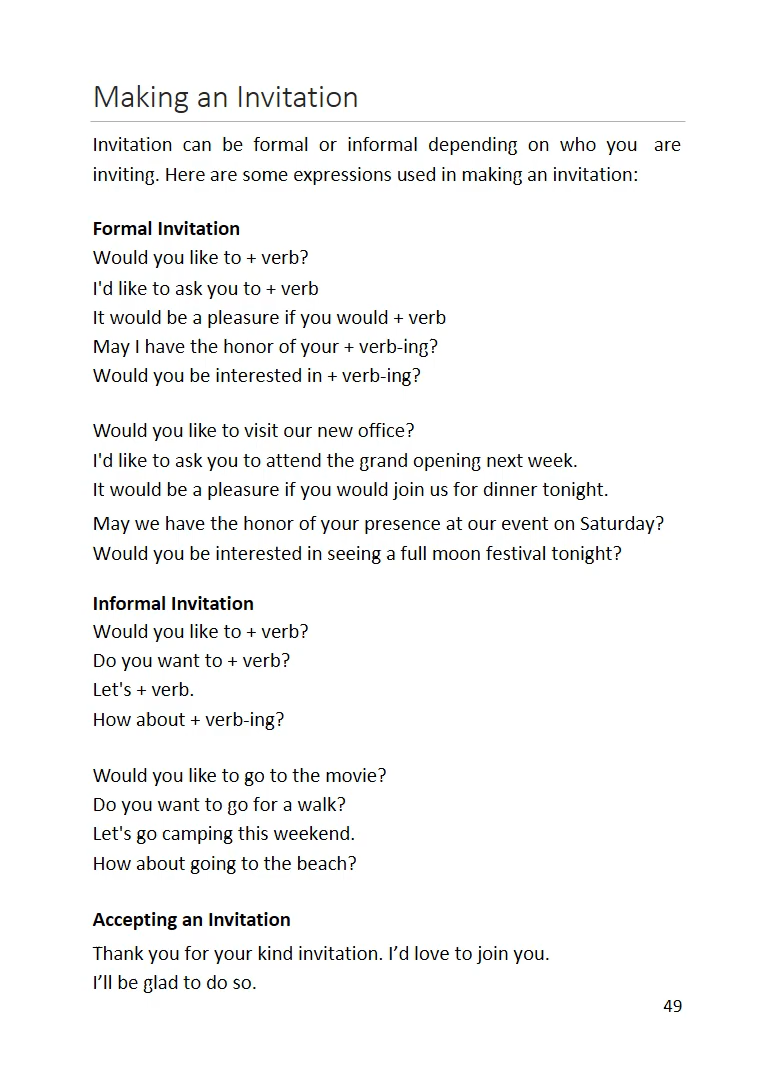 Making an Invitation
Invitation can be formal or informal depending on who you are
inviting. Here are some expressions used in making an invitation:
Formal Invitation
Would you like to + verb?
I'd like to ask you to + verb
It would be a pleasure if you would + verb
May I have the honor of your + verb-ing?
Would you be interested in + verb-ing?
Would you like to visit our new office?
I'd like to ask you to attend the grand opening next week.
It would be a pleasure if you would join us for dinner tonight.
May we have the honor of your presence at our event on Saturday?
Would you be interested in seeing a full moon festival tonight?
Informal Invitation
Would you like to + verb?
Do you want to + verb?
Let's + verb.
How about + verb-ing?
Would you like to go to the movie?
Do you want to go for a walk?
Let's go camping this weekend.
How about going to the beach?
Accepting an Invitation
Thank you for your kind invitation. I’d love to join you.
I’ll be glad to do so.
49